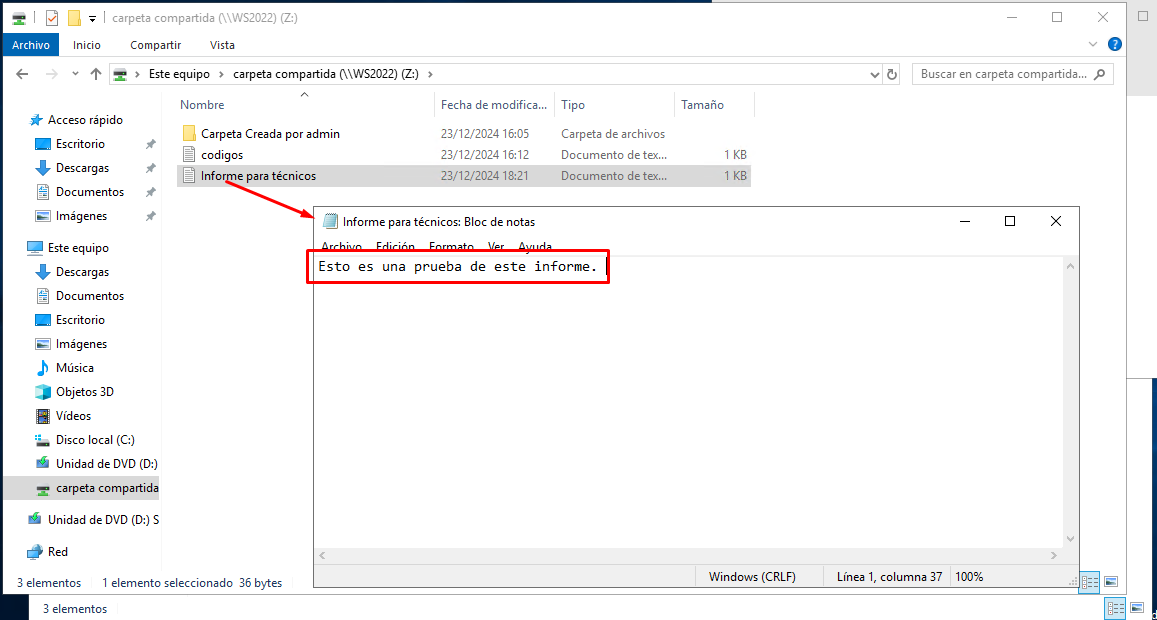 carpeta compartida (\\WS2022) (Z:)
Archivo Inicio Compartir Vista
Este equipo > carpeta compartida (\\WS2022) (Z:) >
Buscar en carpeta compartida...
Acceso rápido
Escritorio
Descargas
Documentos
Imágenes
Este equipo
Descargas
Documentos
Escritorio
Imágenes
Música
Objetos 3D
Vídeos
Disco local (C:)
Unidad de DVD (D:)
carpeta compartida
Unidad de DVD (D:) S
Red
Nombre Fecha de modifica... Tipo Tamaño
Carpeta Creada por admin 23/12/2024 16:05 Carpeta de archivos
codigos 23/12/2024 16:12 Documento de tex... 1 KB
Informe para técnicos 23/12/2024 18:21 Documento de tex... 1 KB
Informe para técnicos: Bloc de notas
Archivo Edición Formato Ver Ayuda
Esto es una prueba de este informe.
Windows (CRLF) Línea 1, columna 37 100%
3 elementos 1 elemento seleccionado 36 bytes
3 elementos